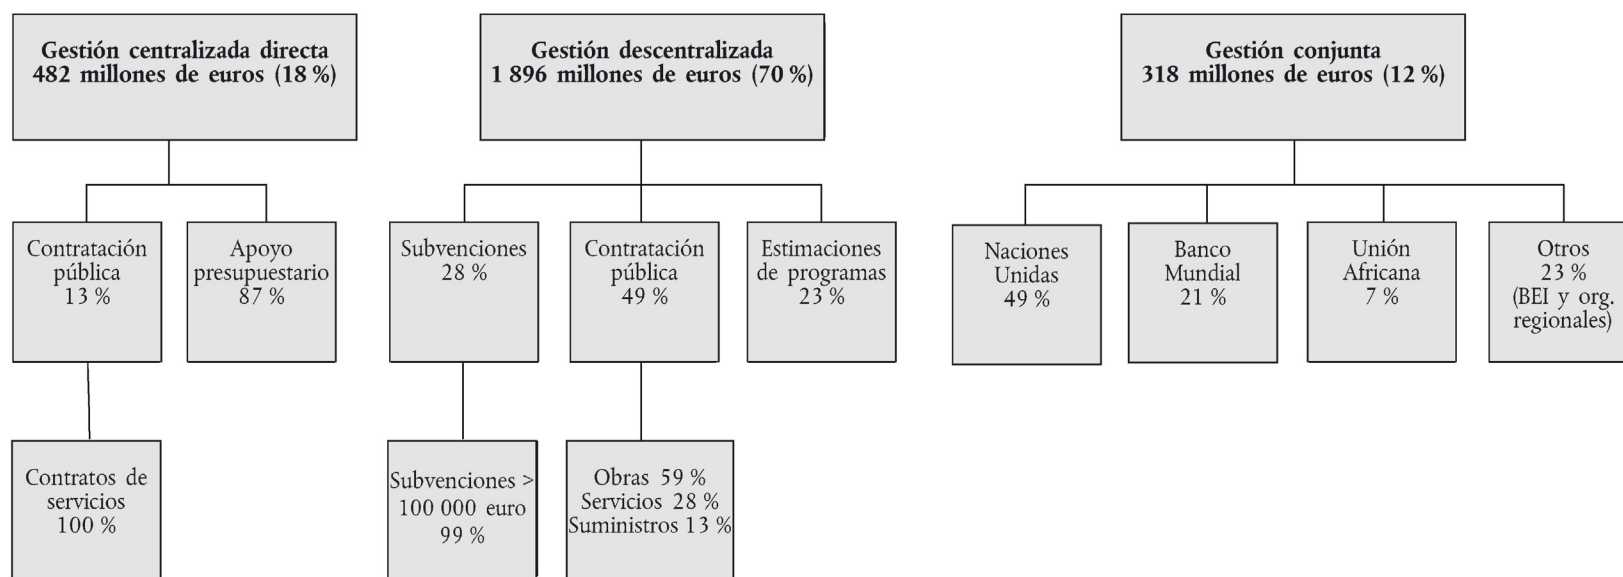 Gestión centralizada directa
482 millones de euros (18 %)
Gestión descentralizada
1 896 millones de euros (70 %)
Gestión conjunta
318 millones de euros (12 %)
Contratación
pública
13 %
Apoyo
presupuestario
87 %
Subvenciones
28 %
Contratación
pública
49 %
Estimaciones
de programas
23 %
Naciones
Unidas
49 %
Banco
Mundial
21 %
Unión
Africana
7 %
Otros
23 %
(BEI y org.
regionales)
Contratos de
servicios
100 %
Subvenciones >
100 000 euro
99 %
Obras 59 %
Servicios 28 %
Suministros 13 %